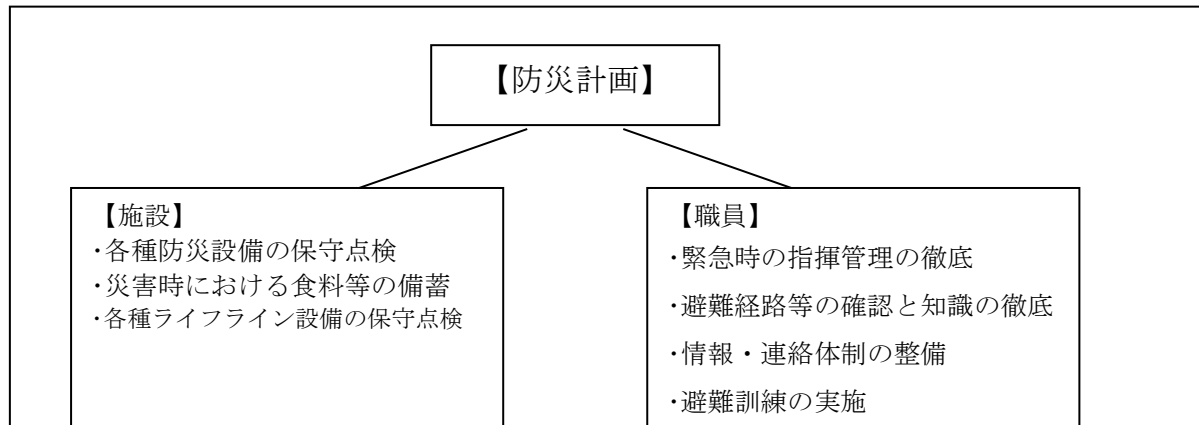 【防災計画】
【施設】
・各種防災設備の保守点検
・災害時における食料等の備蓄
・各種ライフライン設備の保守点検
【職員】
・緊急時の指揮管理の徹底
・避難経路等の確認と知識の徹底
・情報・連絡体制の整備
・避難訓練の実施